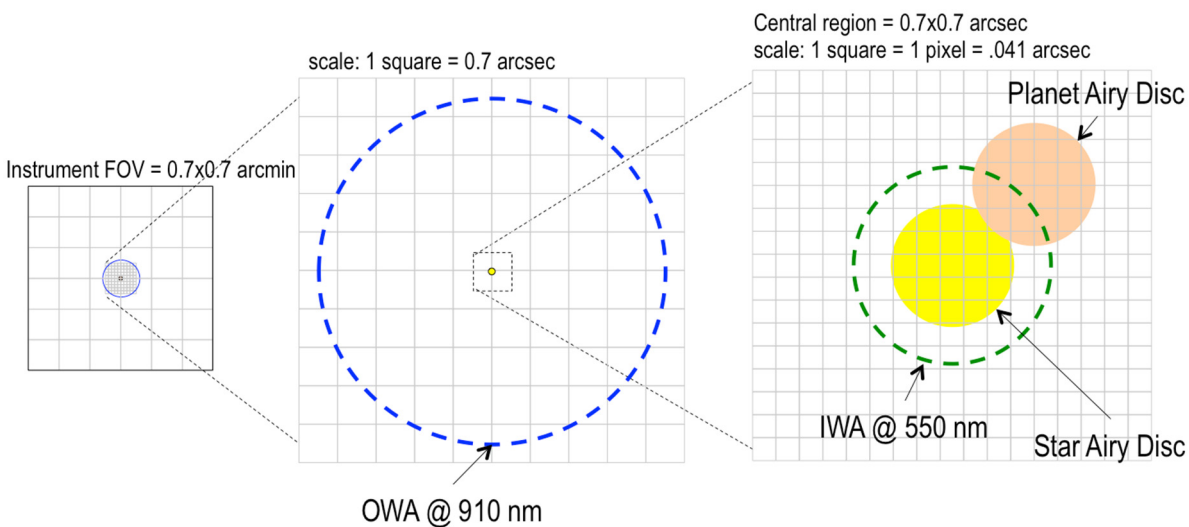 Instrument FOV = 0.7x0.7 arcmin
scale: 1 square = 0.7 arcsec
OWA @ 910 nm
Central region = 0.7x0.7 arcsec
scale: 1 square = 1 pixel = .041 arcsec
Planet Airy Disc
IWA @ 550 nm
Star Airy Disc